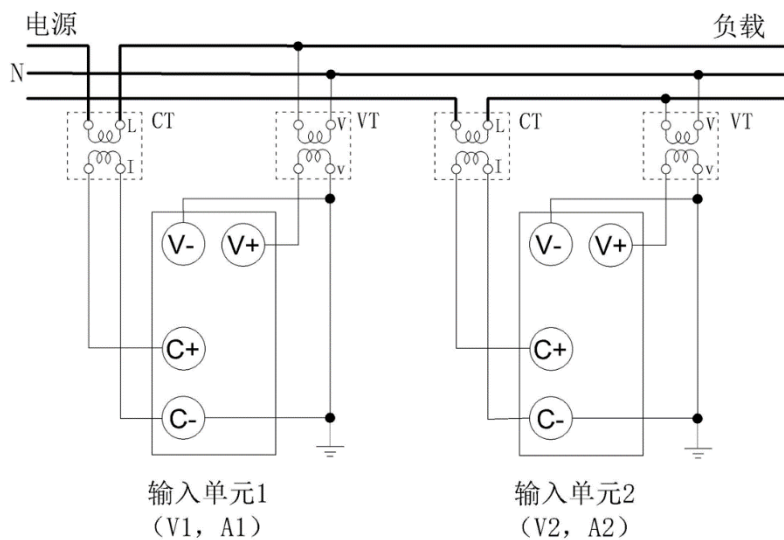 电源
负载
N
L CT
V VT
L CT
V VT
I
v
I
v
V- V+
V- V+
C+
C+
C-
C-
输入单元1
(V1, A1)
输入单元2
(V2, A2)